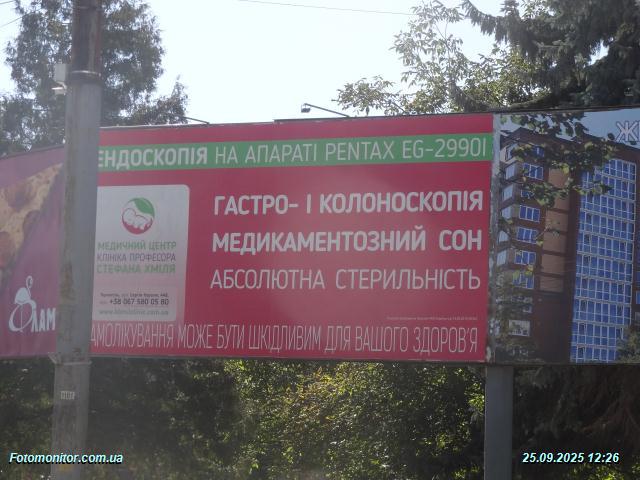 ЕНДОСКОПІЯ НА АПАРАТІ PENTAX EG-2990I
ГАСТРО- І КОЛОНОСКОПІЯ
МЕДИКАМЕНТОЗНИЙ СОН
АБСОЛЮТНА СТЕРИЛЬНІСТЬ
МЕДИЧНИЙ ЦЕНТР
КЛІНІКА ПРОФЕСОРА
СТЕФАНА ХМІЛЯ
+38 067 580 05 80
АМОЛІКУВАННЯ МОЖЕ БУТИ ШКІДЛИВИМ ДЛЯ ВАШОГО ЗДОРОВ'Я
ЛАМ
Fotomonitor.com.ua
25.09.2025 12:26